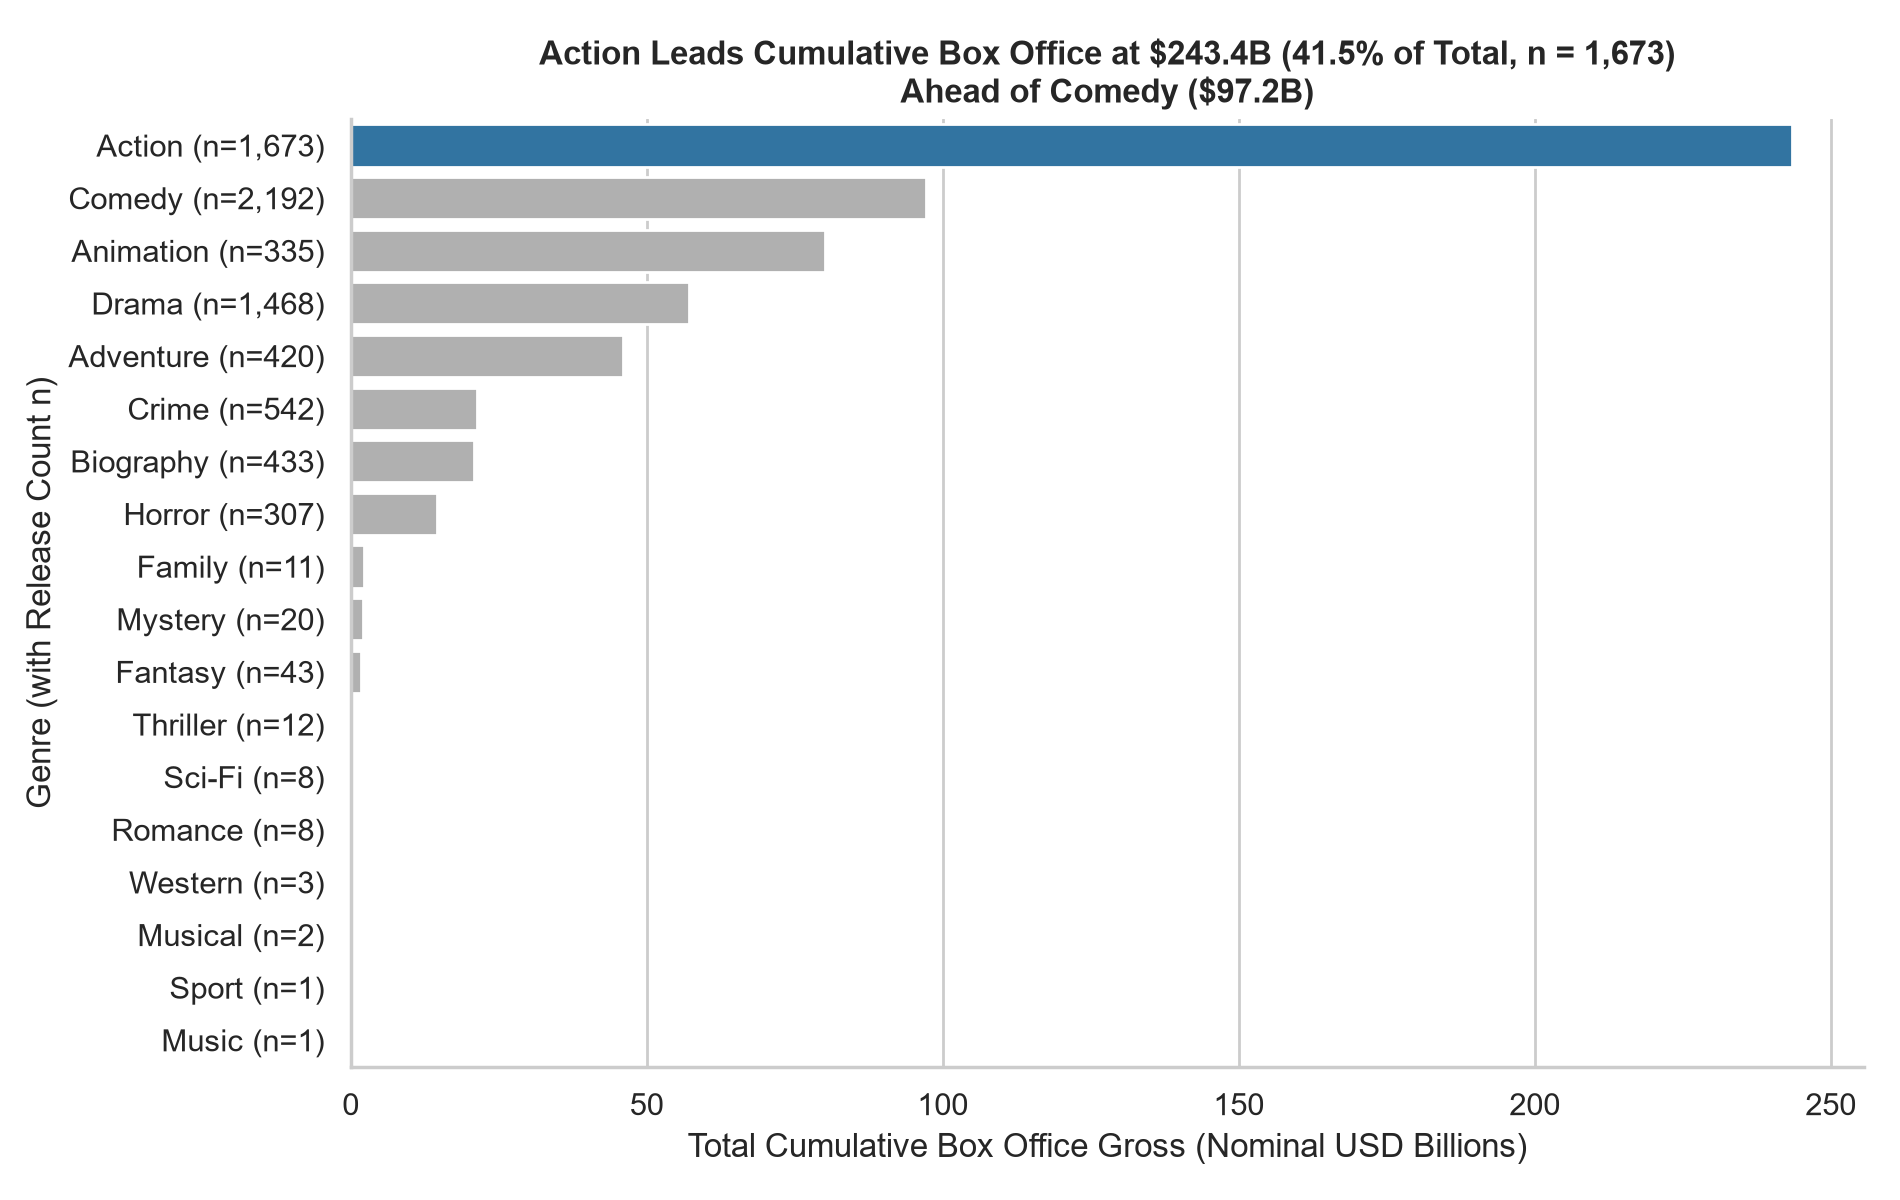 Action Leads Cumulative Box Office at $243.4B (41.5% of Total, n = 1,673)
Ahead of Comedy ($97.2B)
Genre (with Release Count n)
Action (n=1,673)
Comedy (n=2,192)
Animation (n=335)
Drama (n=1,468)
Adventure (n=420)
Crime (n=542)
Biography (n=433)
Horror (n=307)
Family (n=11)
Mystery (n=20)
Fantasy (n=43)
Thriller (n=12)
Sci-Fi (n=8)
Romance (n=8)
Western (n=3)
Musical (n=2)
Sport (n=1)
Music (n=1)
0 50 100 150 200 250
Total Cumulative Box Office Gross (Nominal USD Billions)